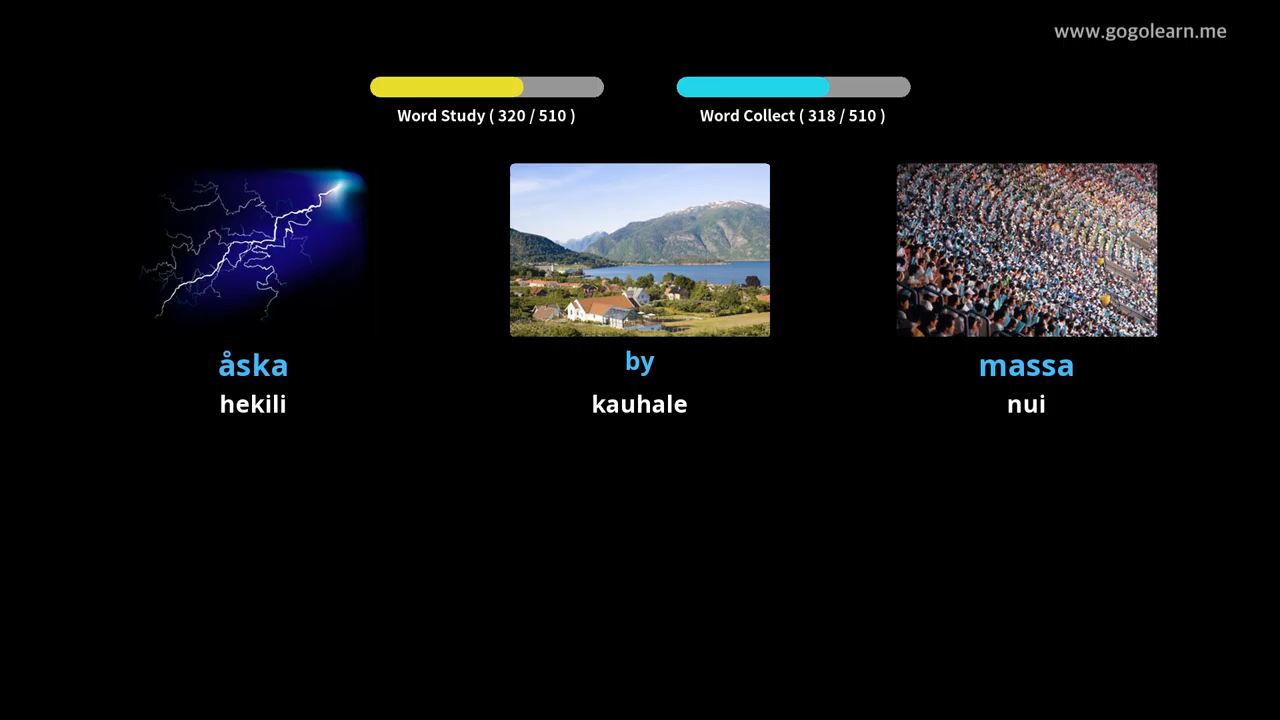 www.gogolearn.me
Word Study ( 320 / 510 )
Word Collect ( 318 / 510 )
åska
hekili
by
kauhale
massa
nui